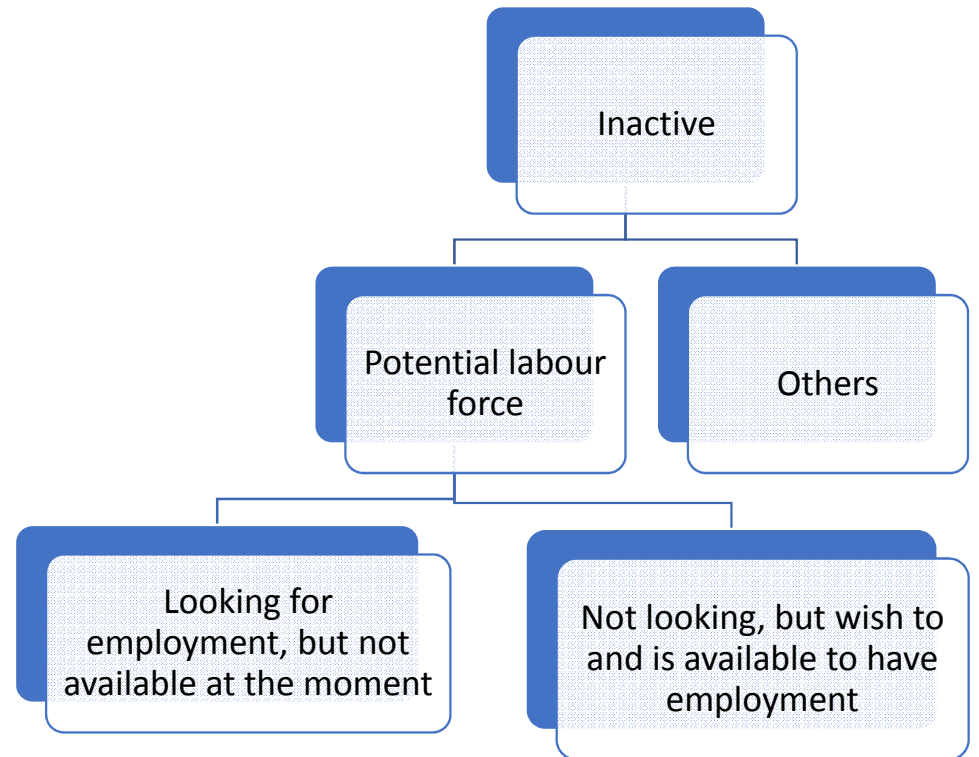 Inactive
Potential labour
force
Others
Looking for
employment, but not
available at the moment
Not looking, but wish to
and is available to have
employment